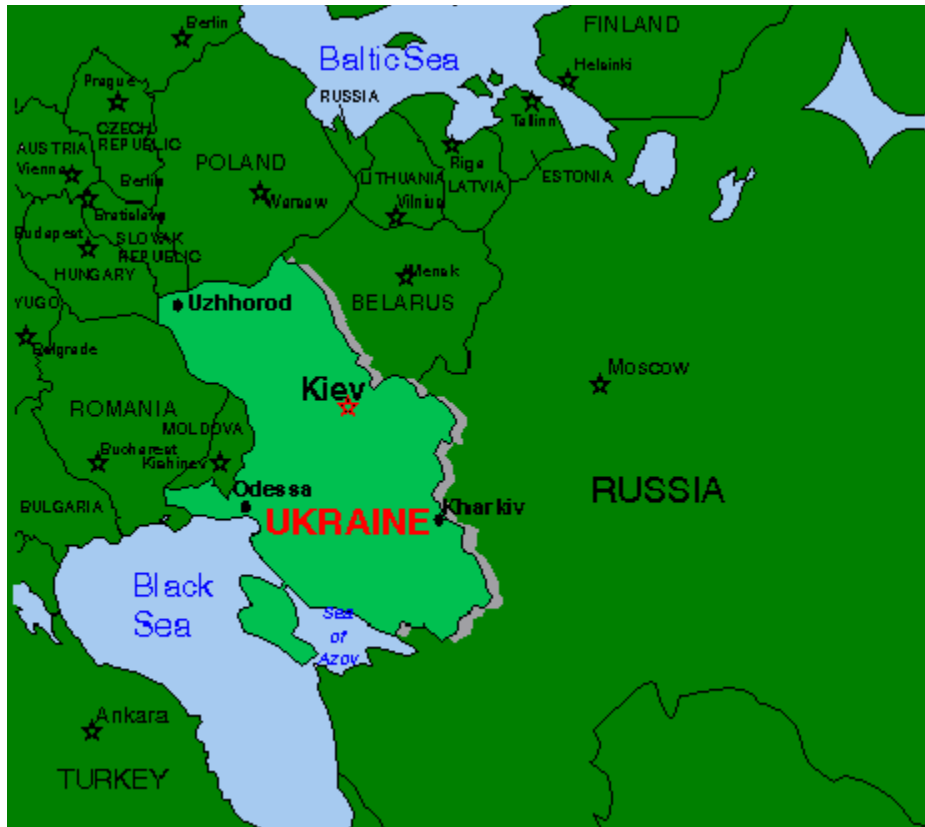 Berlin
FINLAND
Baltic Sea
Helsinki
Prague
RUSSIA
Tallinn
CZECH
REPUBLIC
AUSTRIA
Vienna
POLAND
Riga
LITHUANIA
LATVIA
ESTONIA
Berlin
Warsaw
Vilnius
Bratislava
Budapest
SLOVAK
REPUBLIC
HUNGARY
Mensk
BELARUS
YUGO
Uzhhorod
Belgrade
Moscow
Kiev
ROMANIA
MOLDOVA
Bucharest
Kishinev
RUSSIA
Odessa
BULGARIA
Kharkiv
UKRAINE
Black
Sea
Sea
of
Azov
Ankara
TURKEY